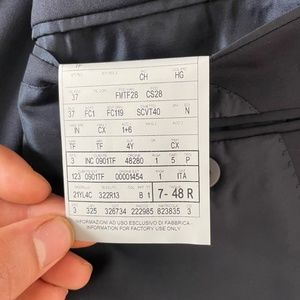 TF
CH HG
37 FMTF28 CS28
37 FC1 FC119 SCVT40 N
IN CX 1+6
TF TF 4Y CX
3 INC 0901TF 48280 1 5 P
123 0901TF 00001454 1 ITA
21YL4C 322R13 B 1 7- 48 R
3 325 326734 222985 823835 3
INFORMAZIONI AD USO ESCLUSIVO DI FABBRICA
INFORMATION FOR FACTORY USE ONLY